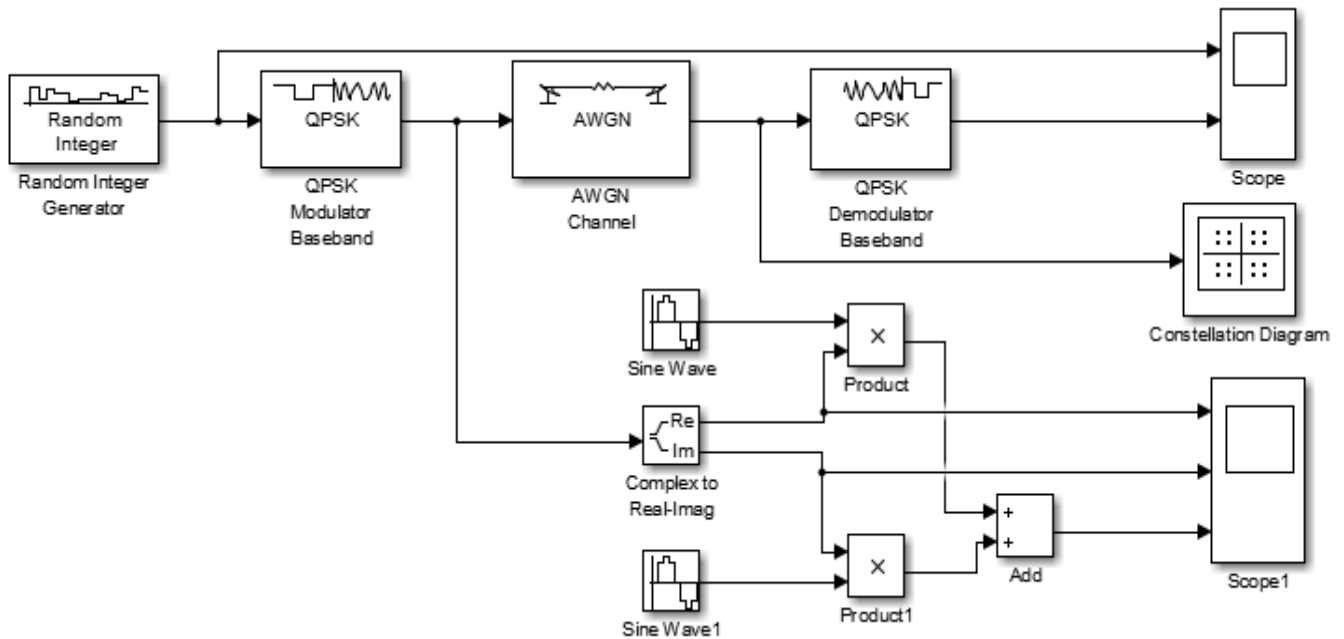 Random
Integer
Random Integer
Generator
QPSK
QPSK
Modulator
Baseband
AWGN
AWGN
Channel
QPSK
QPSK
Demodulator
Baseband
Scope
Constellation Diagram
Sine Wave
×
Product
Re
Im
Complex to
Real-Imag
Sine Wave1
×
Product1
+
+
Add
Scope1